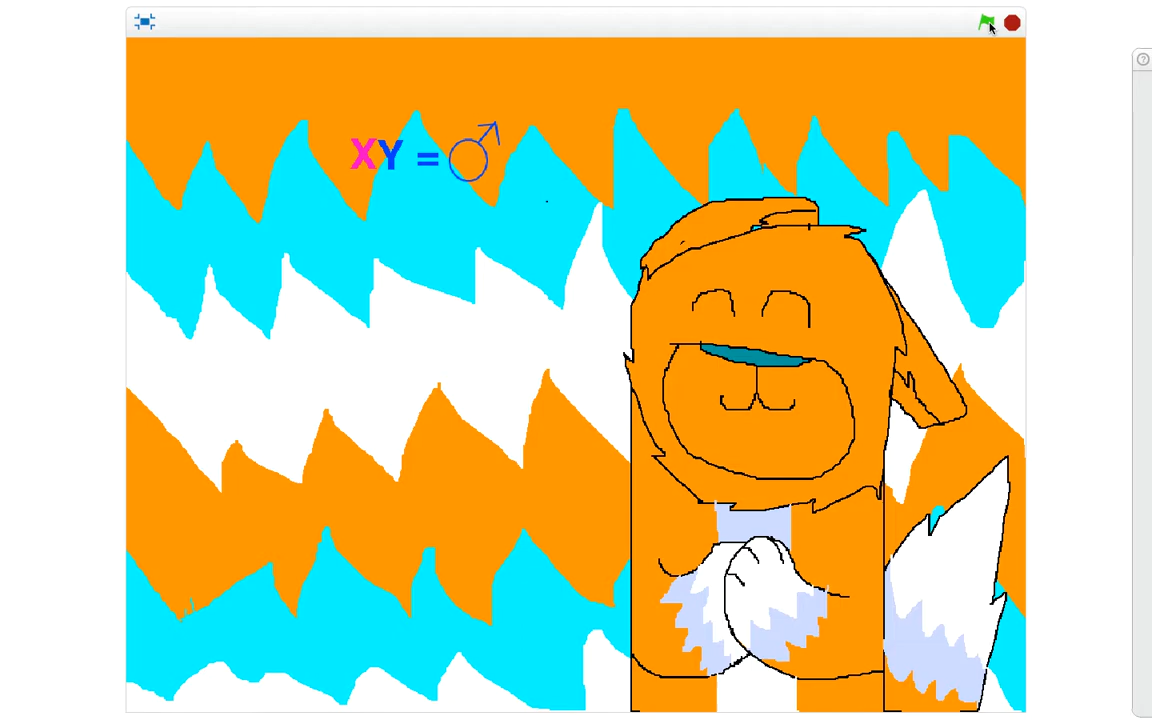 XY = ♂